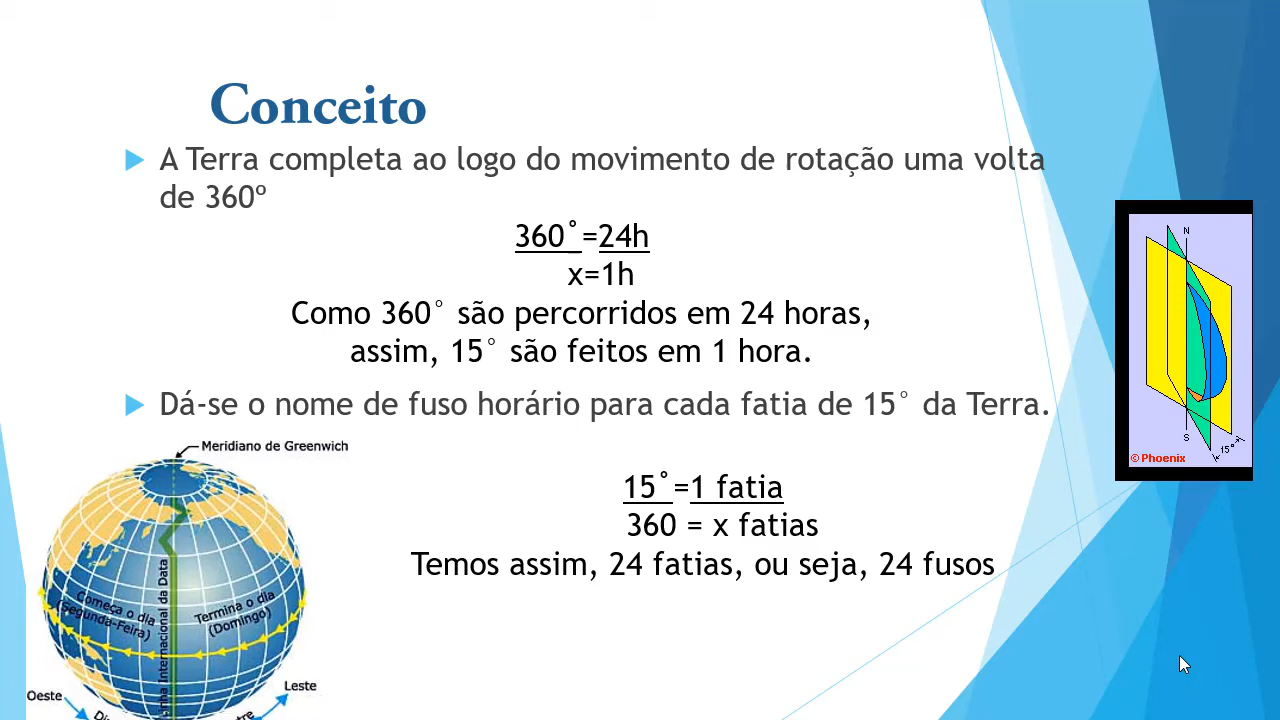 Conceito
A Terra completa ao logo do movimento de rotação uma volta
de 360º
360˚=24h
x=1h
Como 360° são percorridos em 24 horas,
assim, 15° são feitos em 1 hora.
Dá-se o nome de fuso horário para cada fatia de 15° da Terra.
N
S
15°
© Phoenix
Meridiano de Greenwich
15˚=1 fatia
360 = x fatias
Temos assim, 24 fatias, ou seja, 24 fusos
Começa o dia
(Segunda-Feira)
Termina o dia
(Domingo)
Internacional da Data
Oeste
Leste